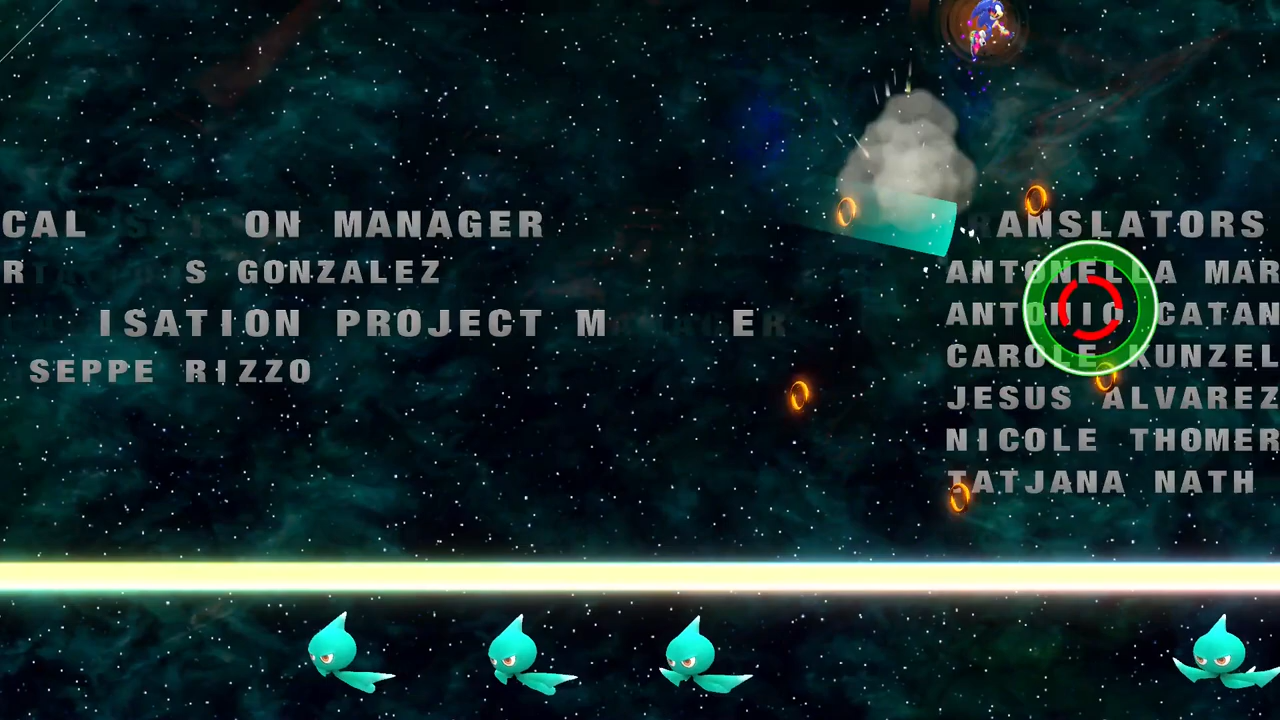 CAL ON MANAGER
R S GONZALEZ
ISATION PROJECT M E
SEPPE RIZZO
ANSLATORS
ANTONELLA MAR
ANTONIO CATAN
CAROLE KUNZEL
JESUS ALVAREZ
NICOLE THOMER
TATJANA NATH